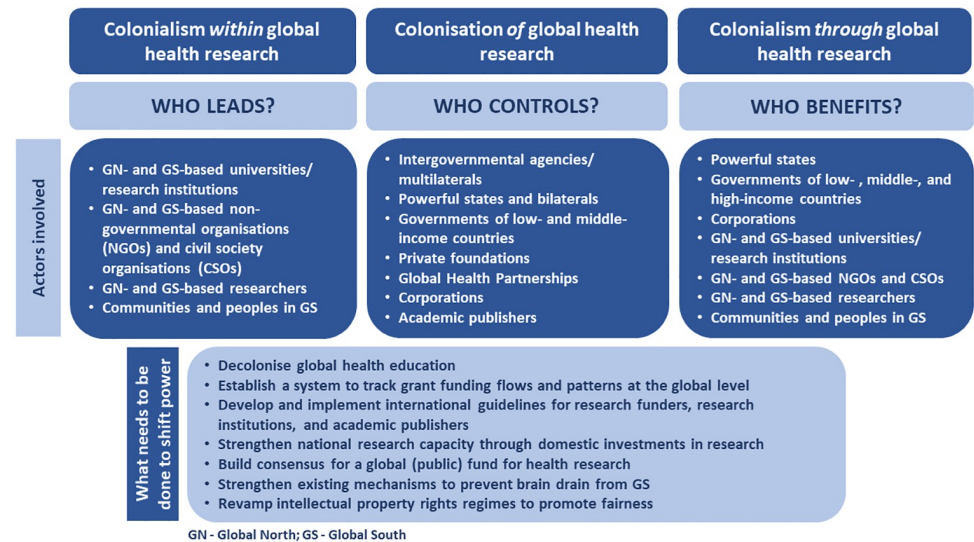 Colonialism within global
health research
Colonisation of global health
research
Colonialism through global
health research
WHO LEADS?
WHO CONTROLS?
WHO BENEFITS?
Actors involved
• GN- and GS-based universities/
research institutions
• GN- and GS-based non-
governmental organisations
(NGOs) and civil society
organisations (CSOs)
• GN- and GS-based researchers
• Communities and peoples in GS
• Intergovernmental agencies/
multilaterals
• Powerful states and bilaterals
• Governments of low- and middle-
income countries
• Private foundations
• Global Health Partnerships
• Corporations
• Academic publishers
• Powerful states
• Governments of low- , middle-, and
high-income countries
• Corporations
• GN- and GS-based universities/
research institutions
• GN- and GS-based NGOs and CSOs
• GN- and GS-based researchers
• Communities and peoples in GS
What needs to be
done to shift power
• Decolonise global health education
• Establish a system to track grant funding flows and patterns at the global level
• Develop and implement international guidelines for research funders, research
institutions, and academic publishers
• Strengthen national research capacity through domestic investments in research
• Build consensus for a global (public) fund for health research
• Strengthen existing mechanisms to prevent brain drain from GS
• Revamp intellectual property rights regimes to promote fairness
GN - Global North; GS - Global South